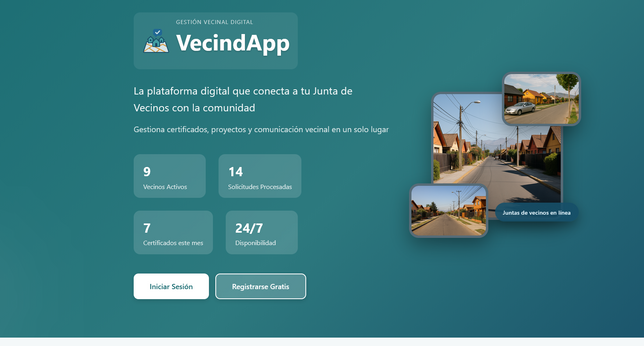 GESTIÓN VECINAL DIGITAL
VecindApp
La plataforma digital que conecta a tu Junta de
Vecinos con la comunidad
Gestiona certificados, proyectos y comunicación vecinal en un solo lugar
9
Vecinos Activos
14
Solicitudes Procesadas
7
Certificados este mes
24/7
Disponibilidad
Iniciar Sesión
Registrarse Gratis
Juntas de vecinos en línea